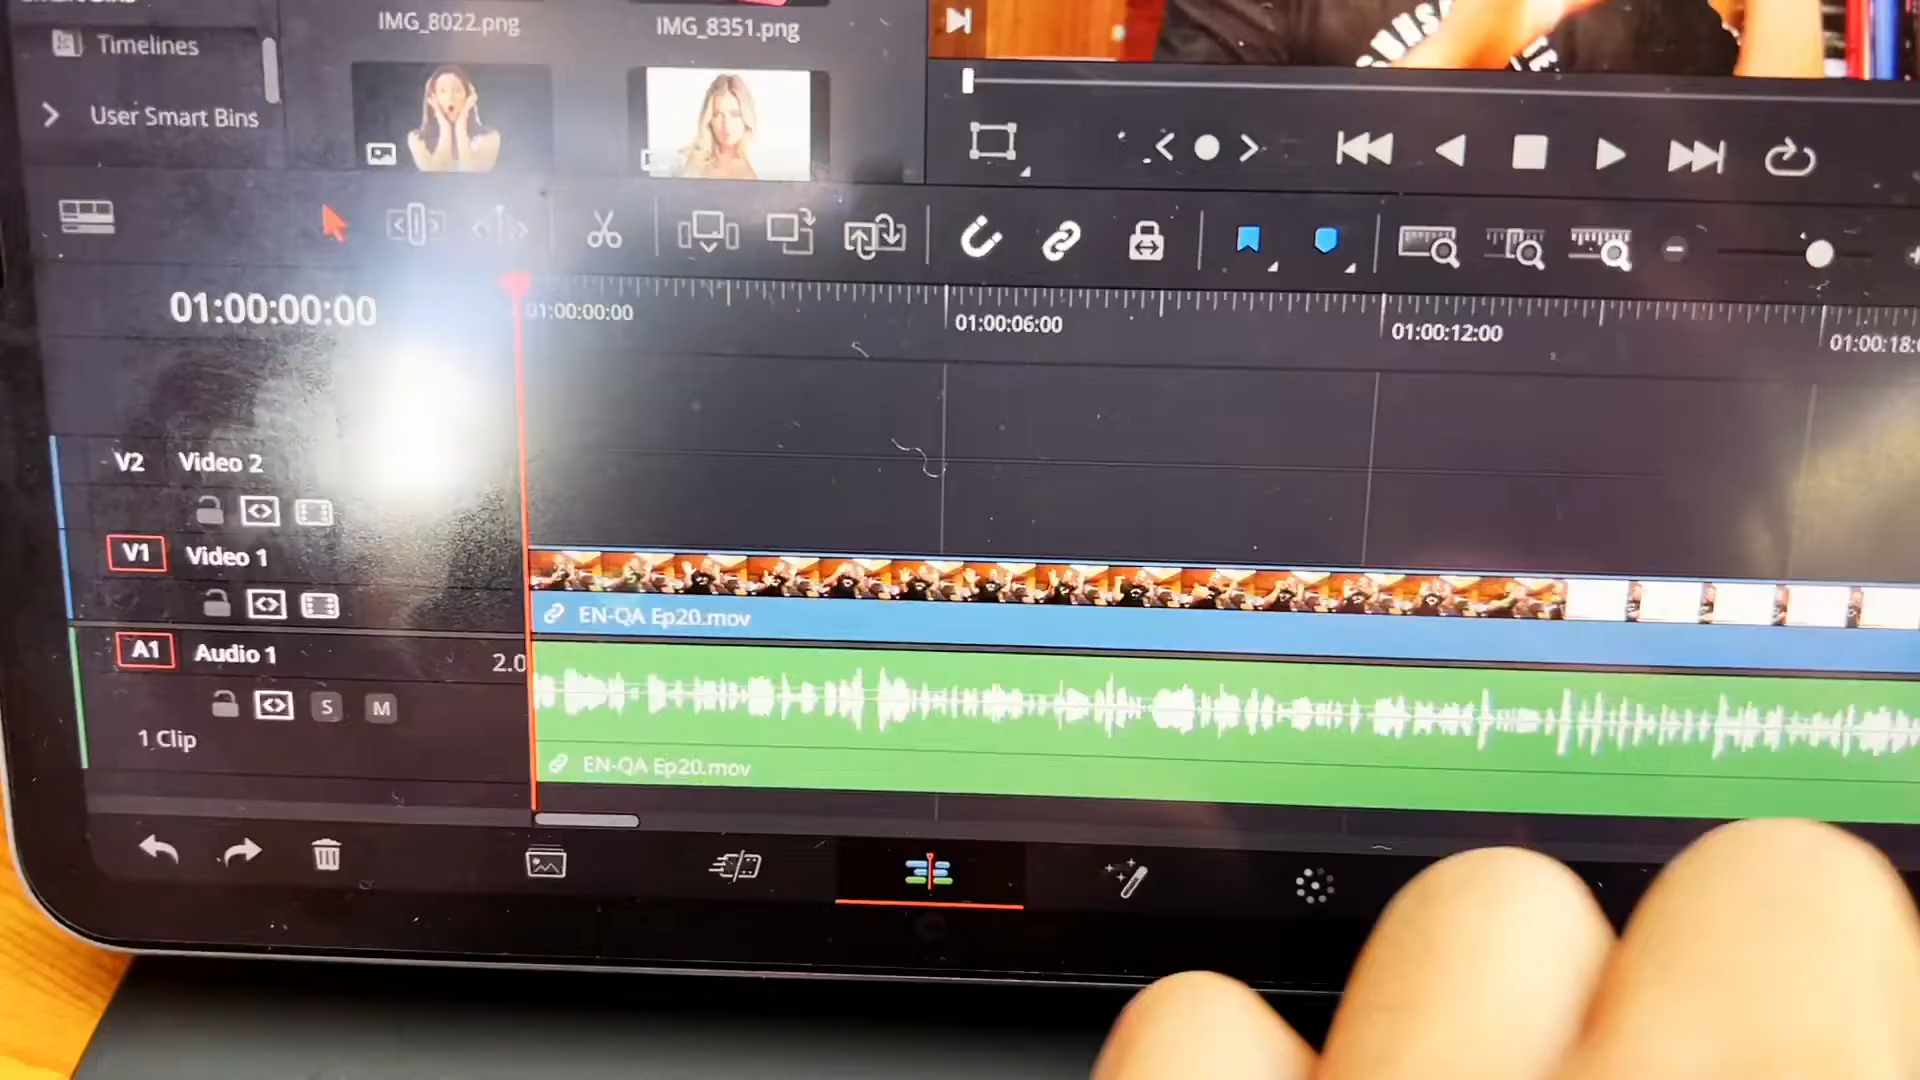 IMG_8022.png
IMG_8351.png
Timelines
User Smart Bins
01:00:00:00
01:00:00:00
01:00:06:00
01:00:12:00
V2 Video 2
V1 Video 1
EN-QA Ep20.mov
A1 Audio 1
2.0
S M
1 Clip
EN-QA Ep20.mov